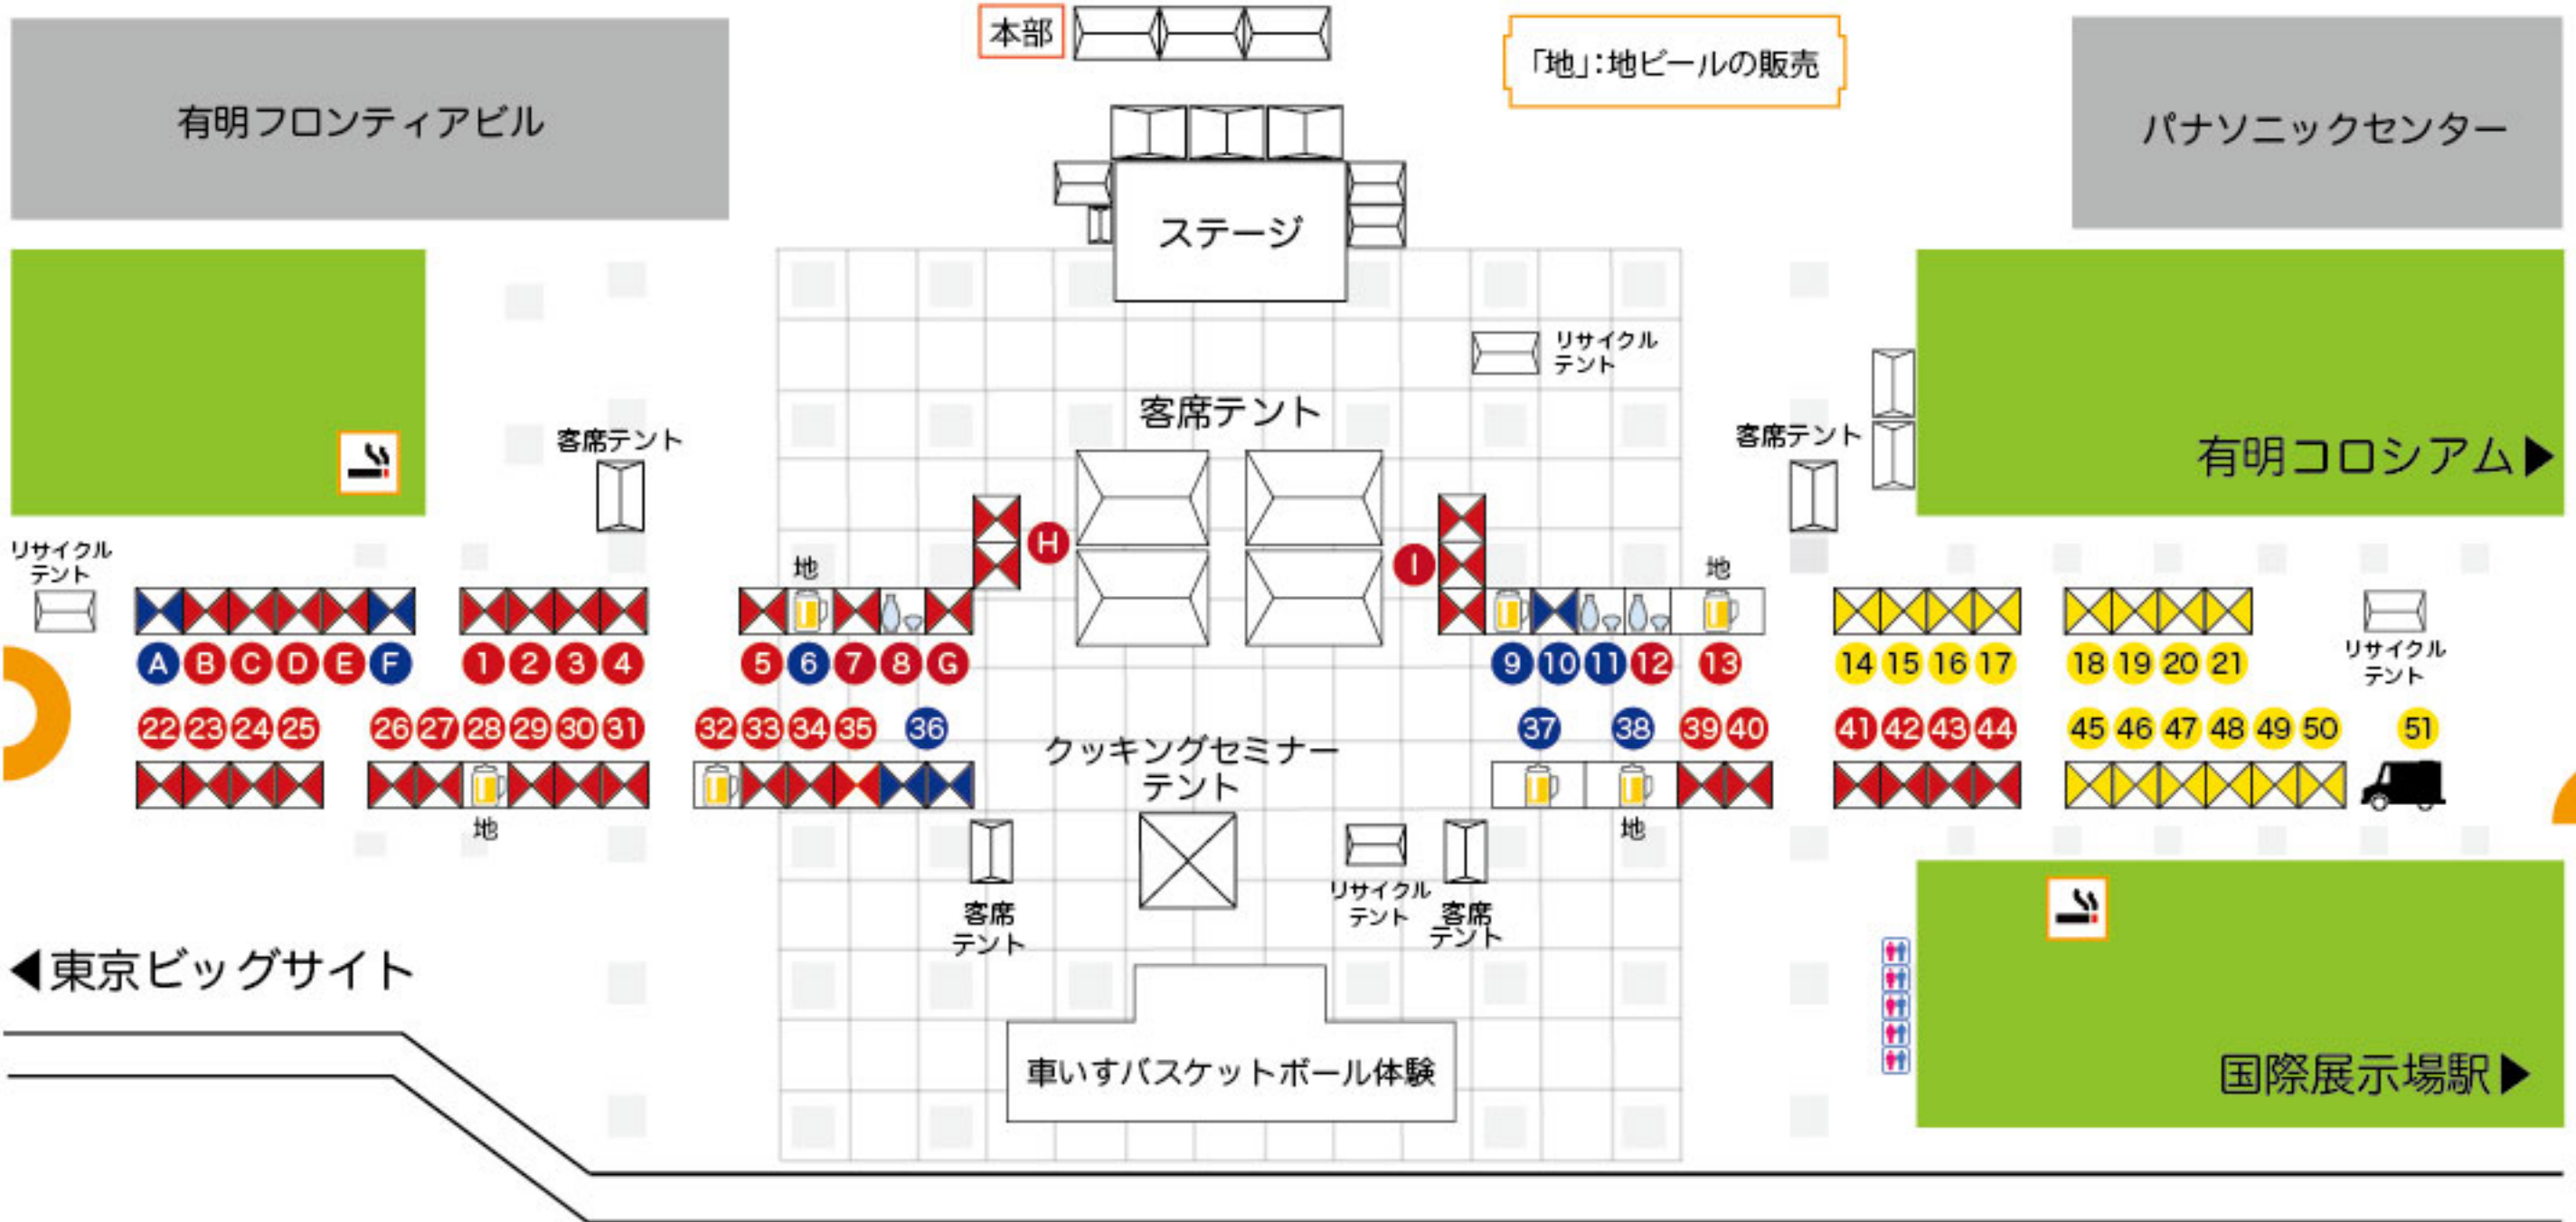 本部
「地」:地ビールの販売
有明フロンティアビル
パナソニックセンター
ステージ
リサイクル
テント
客席テント
客席テント
客席テント
有明コロシアム▶
リサイクル
テント
地
H
I
地
A B C D E F 1 2 3 4 5 6 7 8 G 9 10 11 12 13 14 15 16 17 18 19 20 21
リサイクル
テント
22 23 24 25 26 27 28 29 30 31 32 33 34 35 36 37 38 39 40 41 42 43 44 45 46 47 48 49 50 51
クッキングセミナー
テント
地
地
リサイクル
テント
客席
テント
客席
テント
◀東京ビッグサイト
車いすバスケットボール体験
国際展示場駅▶